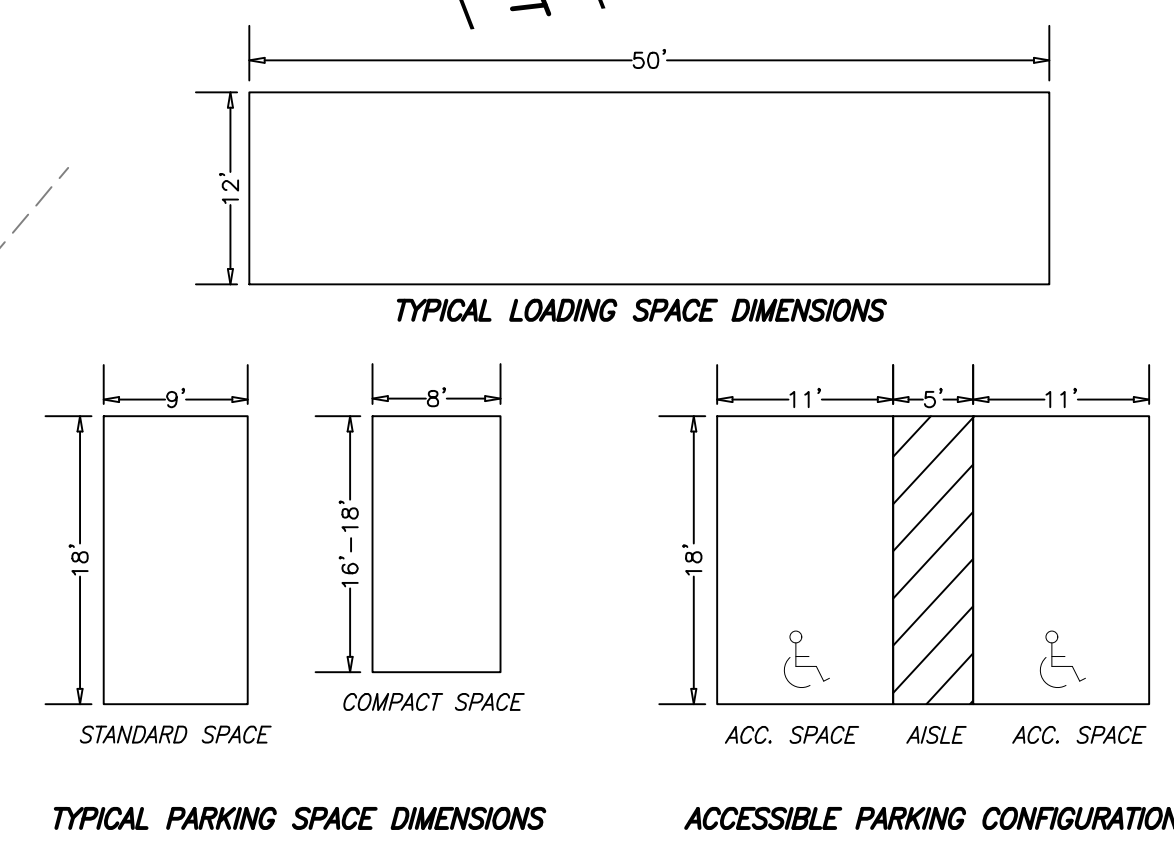 50'
12'
TYPICAL LOADING SPACE DIMENSIONS
9'
8'
11'
5'
11'
18'
16'-18'
18'
STANDARD SPACE
COMPACT SPACE
ACC. SPACE
AISLE
ACC. SPACE
TYPICAL PARKING SPACE DIMENSIONS
ACCESSIBLE PARKING CONFIGURATION